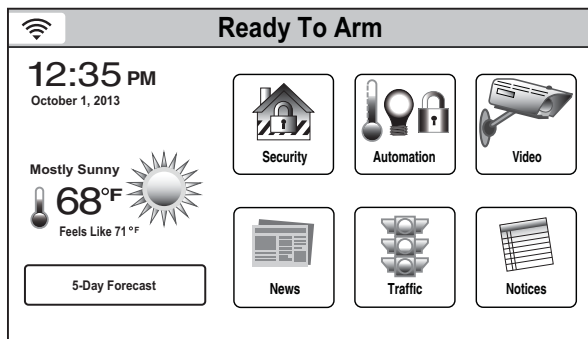 Ready To Arm
12:35 PM
October 1, 2013
Mostly Sunny
68°F
Feels Like 71 °F
5-Day Forecast
Security
Automation
Video
News
Traffic
Notices